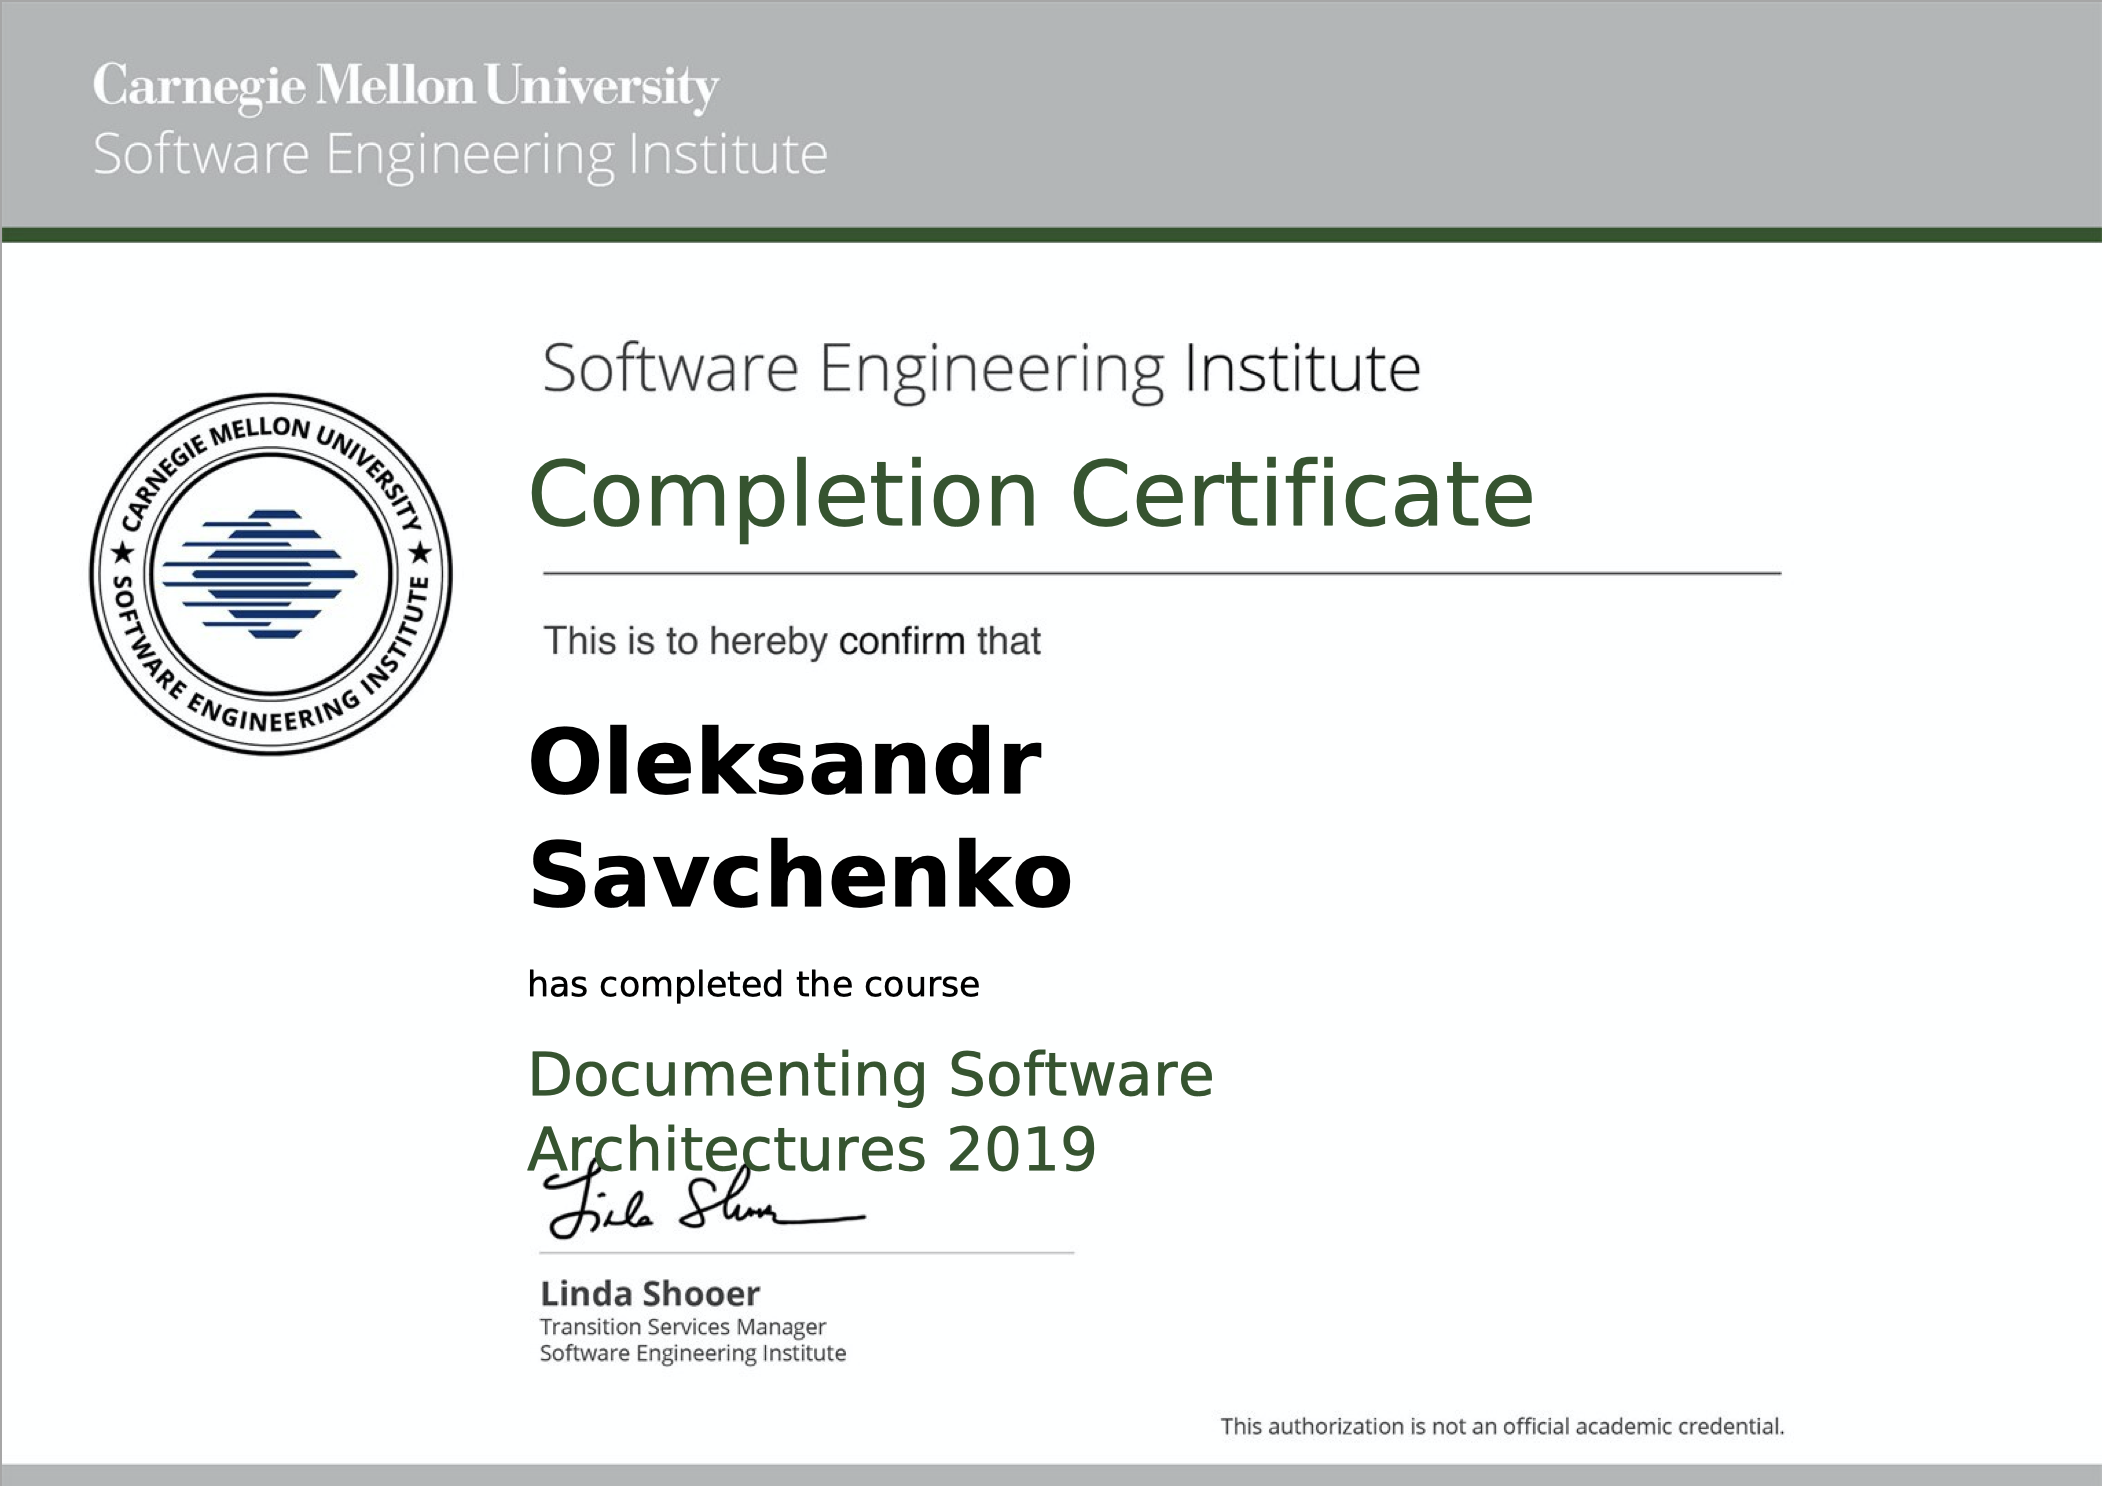 Carnegie Mellon University
Software Engineering Institute
Software Engineering Institute
Completion Certificate
★ CARNEGIE MELLON UNIVERSITY ★
SOFTWARE ENGINEERING INSTITUTE
This is to hereby confirm that
Oleksandr
Savchenko
has completed the course
Documenting Software
Architectures 2019
Linda Shooer
Linda Shooer
Transition Services Manager
Software Engineering Institute
This authorization is not an official academic credential.